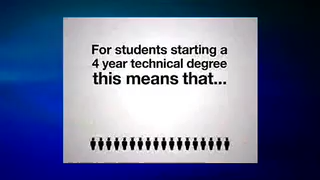 For students starting a
4 year technical degree
this means that...